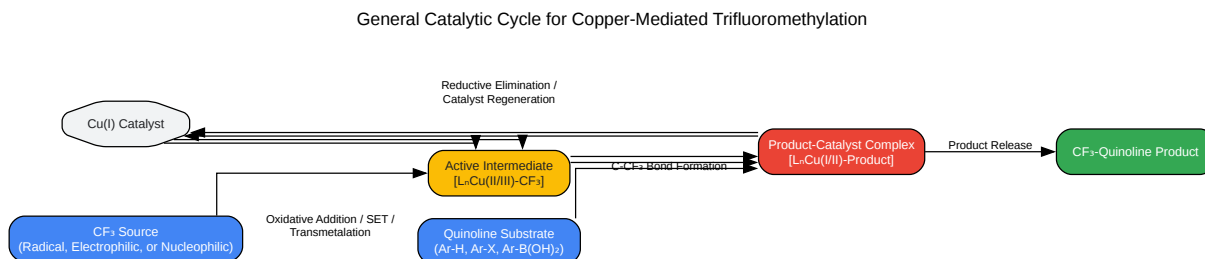 General Catalytic Cycle for Copper-Mediated Trifluoromethylation
Reductive Elimination /
Catalyst Regeneration
Cu(I) Catalyst
Active Intermediate
[LₙCu(II/III)-CF₃]
C-CF₃ Bond Formation
Product-Catalyst Complex
[LₙCu(I/II)-Product]
Product Release
CF₃-Quinoline Product
CF₃ Source
(Radical, Electrophilic, or Nucleophilic)
Oxidative Addition / SET /
Transmetalation
Quinoline Substrate
(Ar-H, Ar-X, Ar-B(OH)₂)